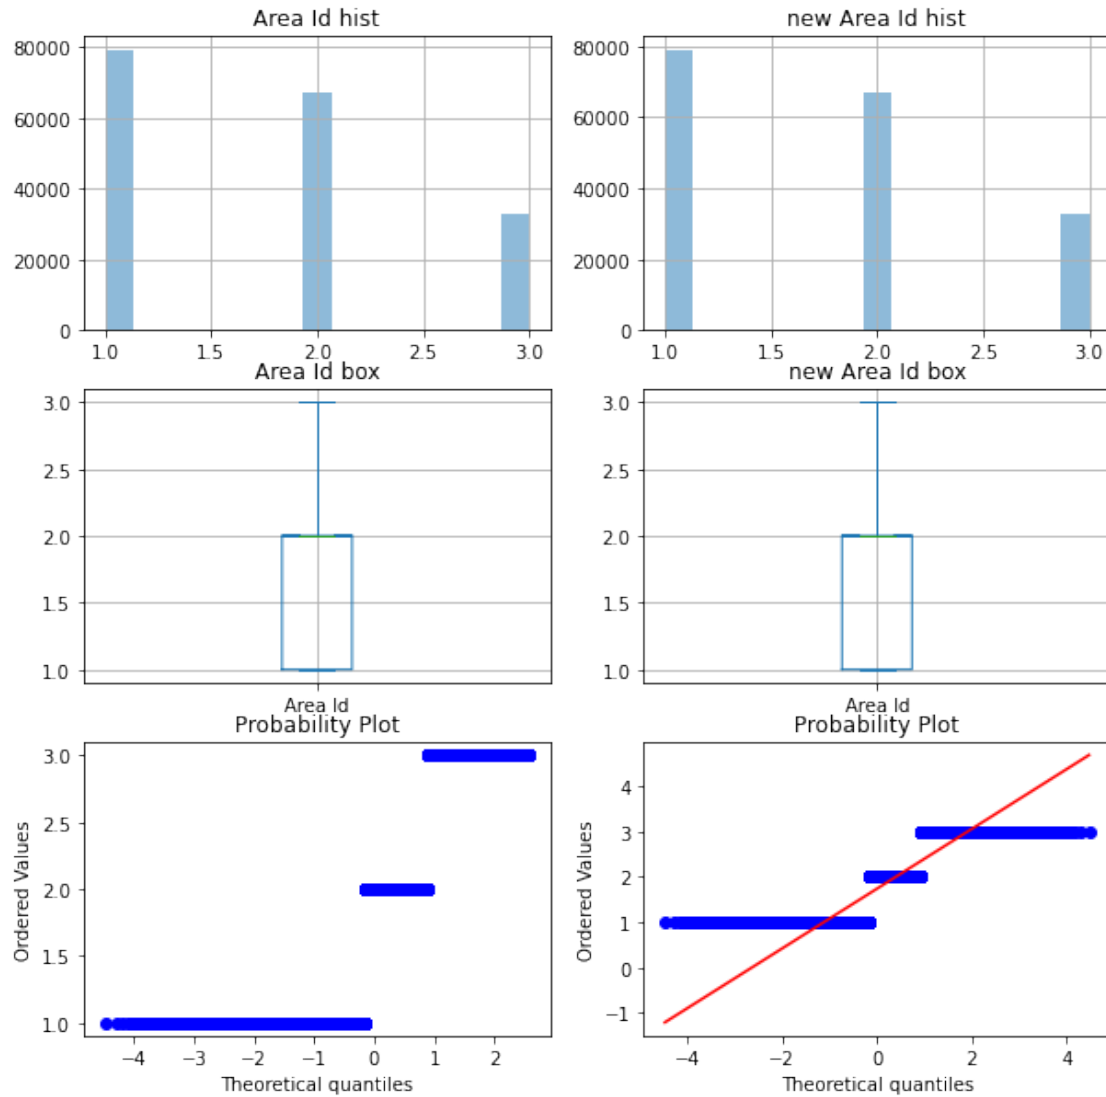 Area Id hist
80000
60000
40000
20000
0
1.0 1.5 2.0 2.5 3.0
new Area Id hist
80000
60000
40000
20000
0
1.0 1.5 2.0 2.5 3.0
Area Id box
3.0
2.5
2.0
1.5
1.0
Area Id
new Area Id box
3.0
2.5
2.0
1.5
1.0
Area Id
Probability Plot
Ordered Values
3.0
2.5
2.0
1.5
1.0
−4 −3 −2 −1 0 1 2
Theoretical quantiles
Probability Plot
Ordered Values
4
3
2
1
0
−1
−4 −2 0 2 4
Theoretical quantiles